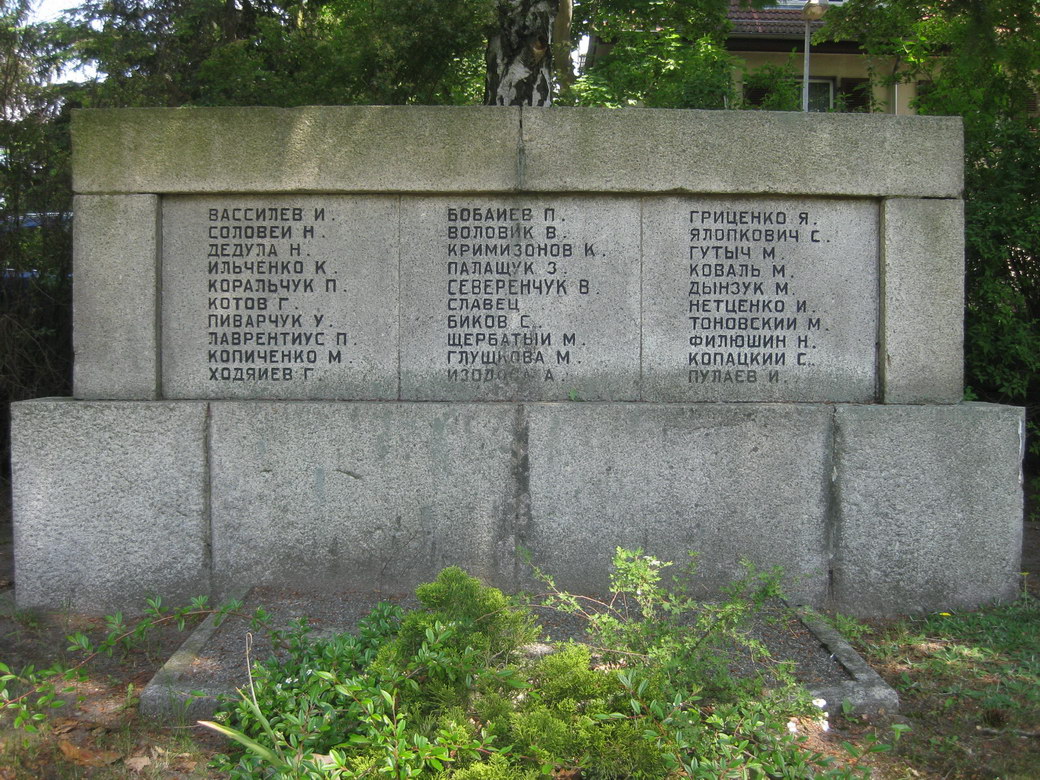 ВАССИЛЕВ И.
СОЛОВЕИ Н.
ДЕДУЛА Н.
ИЛЬЧЕНКО К.
КОРАЛЬЧУК П.
КОТОВ Г.
ПИВАРЧУК У.
ЛАВРЕНТИУС П.
КОПИЧЕНКО М.
ХОДЯИЕВ Г.
БОБАИЕВ П.
ВОЛОВИК В.
КРИМИЗОНОВ К.
ПАЛАЩУК З.
СЕВЕРЕНЧУК В.
СЛАВЕЦ
БИКОВ С.
ЩЕРБАТЫИ М.
ГЛУШКОВА М.
А.
ГРИЦЕНКО Я.
ЯЛОПКОВИЧ С.
ГУТЫЧ М.
КОВАЛЬ М.
ДЫНЗУК М.
НЕТЦЕНКО И.
ТОНОВСКИИ М.
ФИЛЮШИН Н.
КОПАЦКИИ С.
ПУЛАЕВ И.